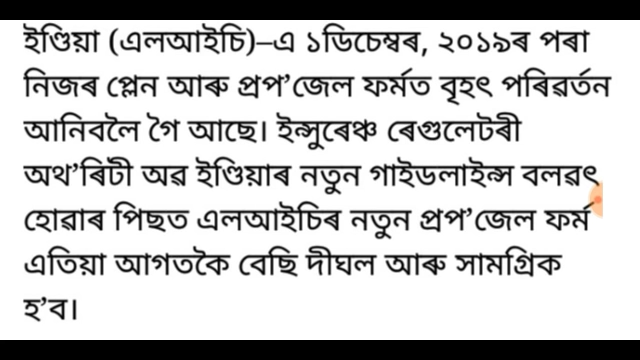 ইণ্ডিয়া (এলআইচি)–এ ১ডিচেম্বৰ, ২০১৯ৰ পৰা
নিজৰ প্লেন আৰু প্ৰপ’জেল ফৰ্মত বৃহৎ পৰিৱৰ্তন
আনিবলৈ গৈ আছে। ইন্সুৰেঞ্চ ৰেগুলেটৰী
অথ’ৰিটী অৱ ইণ্ডিয়াৰ নতুন গাইডলাইন্স বলৱৎ
হোৱাৰ পিছত এলআইচিৰ নতুন প্ৰপ’জেল ফৰ্ম
এতিয়া আগতকৈ বেছি দীঘল আৰু সামগ্ৰিক
হ’ব।